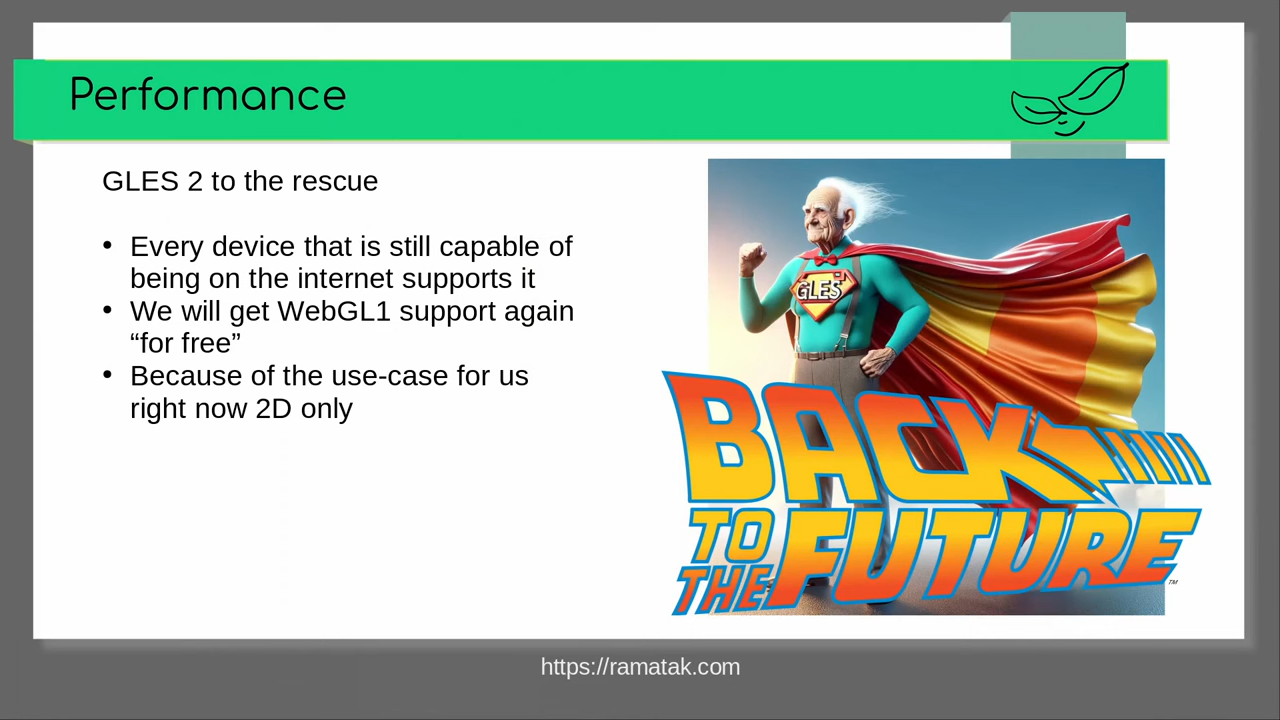 Performance
GLES 2 to the rescue
• Every device that is still capable of
being on the internet supports it
• We will get WebGL1 support again
“for free”
• Because of the use-case for us
right now 2D only
GLES
BACK
TO THE FUTURE
™
https://ramatak.com